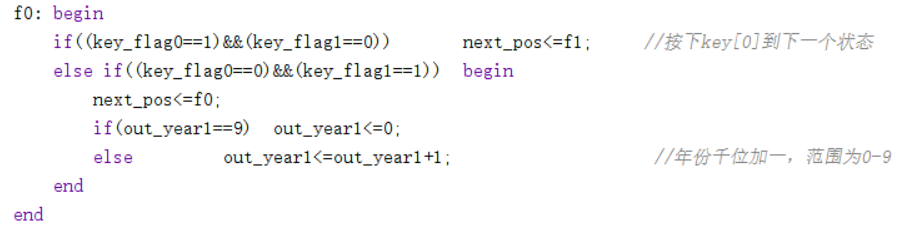 f0: begin
if((key_flag0==1)&&(key_flag1==0)) next_pos<=f1; //按下key[0]到下一个状态
else if((key_flag0==0)&&(key_flag1==1)) begin
next_pos<=f0;
if(out_year1==9) out_year1<=0;
else out_year1<=out_year1+1; //年份千位加一，范围为0-9
end
end